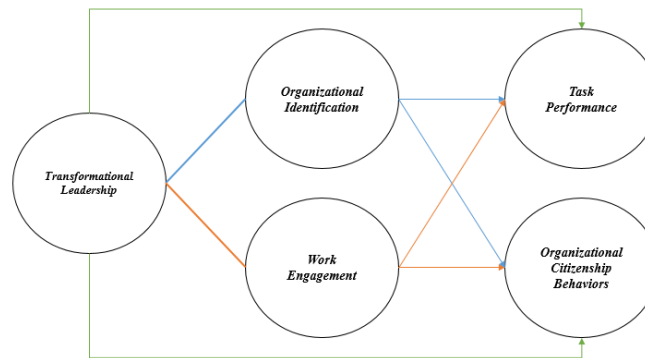 Transformational
Leadership
Organizational
Identification
Work
Engagement
Task
Performance
Organizational
Citizenship
Behaviors